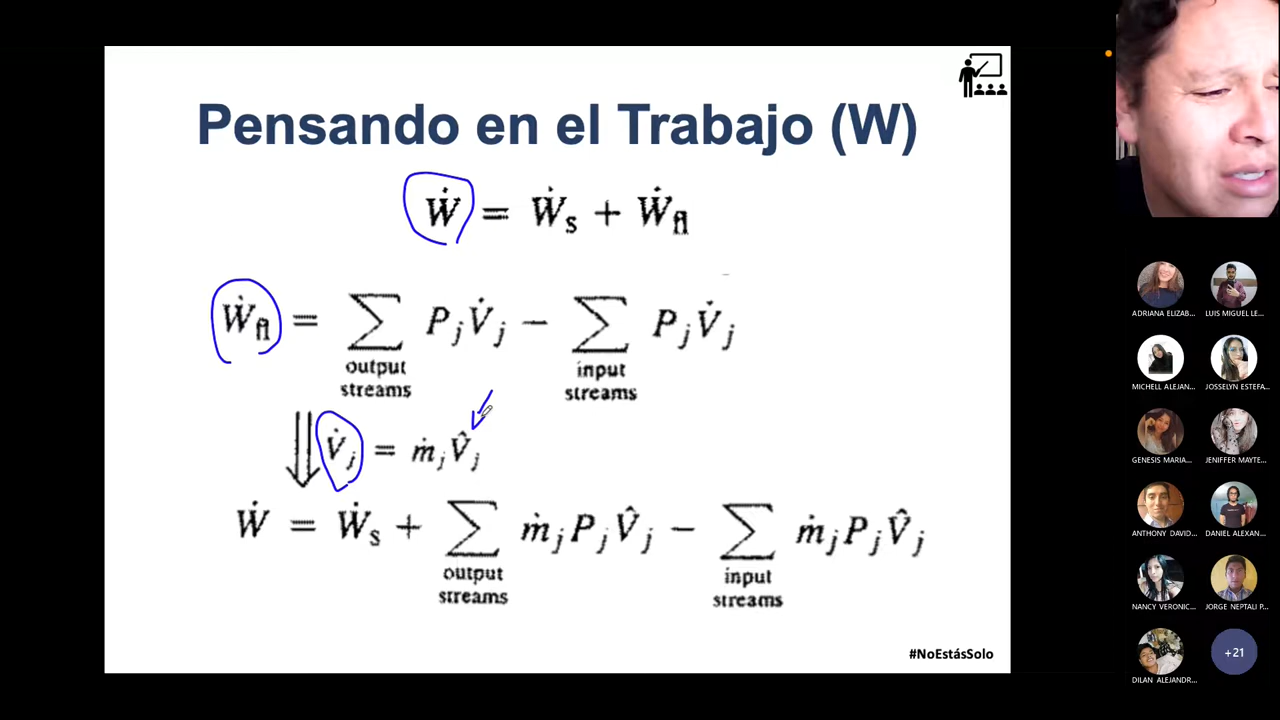 Pensando en el Trabajo (W)
Ẇ = Ẇs + Ẇfl
Ẇfl = ∑ PjV̇j − ∑ PjV̇j
output streams
input streams
V̇j = ṁjV̂j
Ẇ = Ẇs + ∑ ṁjPjV̂j − ∑ ṁjPjV̂j
output streams
input streams
#NoEstásSolo
ADRIANA ELIZAB...
LUIS MIGUEL LE...
MICHELL ALEJAN...
JOSSELYN ESTEFA...
GENESIS MARIA...
JENIFFER MAYTE...
ANTHONY DAVID...
DANIEL ALEXAN...
NANCY VERONIC...
JORGE NEPTALI P...
DILAN ALEJANDR...
+21